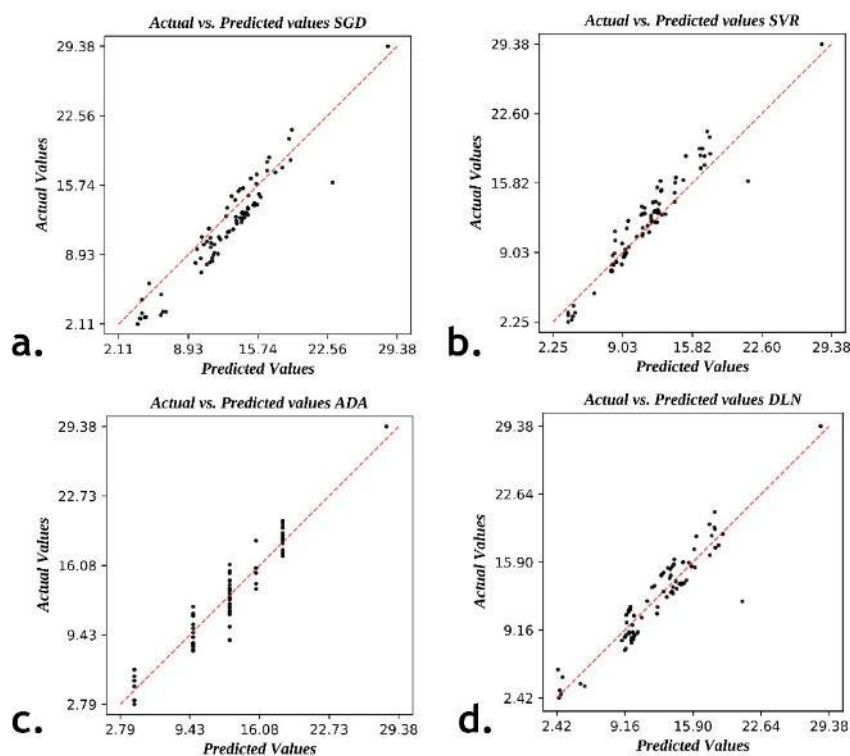 Actual vs. Predicted values SGD
29.38
22.56
15.74
8.93
2.11
Actual Values
2.11 8.93 15.74 22.56 29.38
Predicted Values
a.
Actual vs. Predicted values SVR
29.38
22.60
15.82
9.03
2.25
Actual Values
2.25 9.03 15.82 22.60 29.38
Predicted Values
b.
Actual vs. Predicted values ADA
29.38
22.73
16.08
9.43
2.79
Actual Values
2.79 9.43 16.08 22.73 29.38
Predicted Values
c.
Actual vs. Predicted values DLN
29.38
22.64
15.90
9.16
2.42
Actual Values
2.42 9.16 15.90 22.64 29.38
Predicted Values
d.